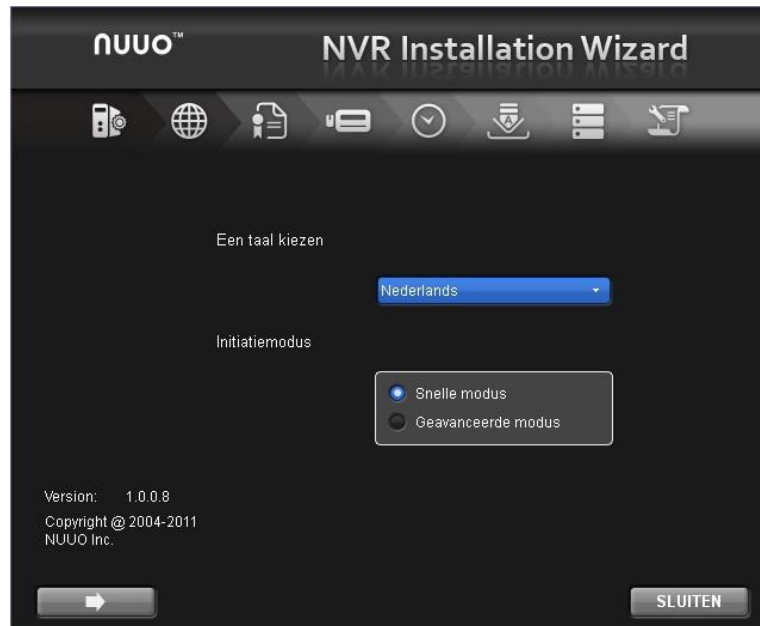 nuuo™
NVR Installation Wizard
Een taal kiezen
Nederlands
Initiatiemodus
Snelle modus
Geavanceerde modus
Version: 1.0.0.8
Copyright @ 2004-2011
NUUO Inc.
SLUITEN